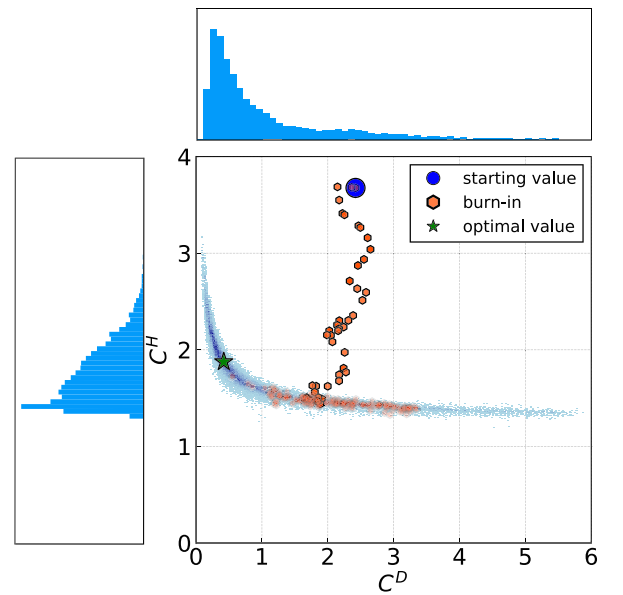 4
3
2
1
0
C^H
starting value
burn-in
optimal value
0 1 2 3 4 5 6
C^D